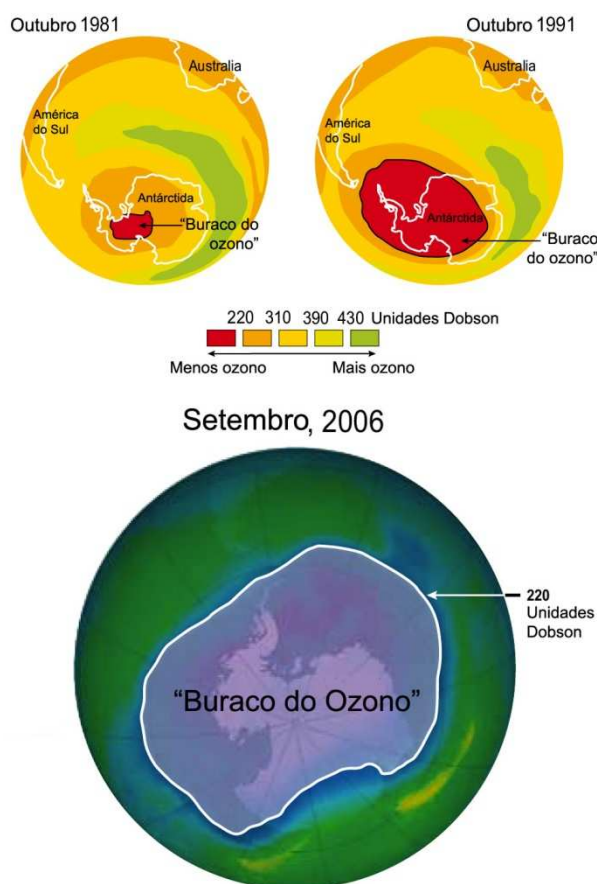 Outubro 1981
Outubro 1991
Australia
América
do Sul
Antárctida
"Buraco do
ozono"
Australia
América
do Sul
Antárctida
"Buraco
do ozono"
220 310 390 430 Unidades Dobson
Menos ozono
Mais ozono
Setembro, 2006
220
Unidades
Dobson
"Buraco do Ozono"